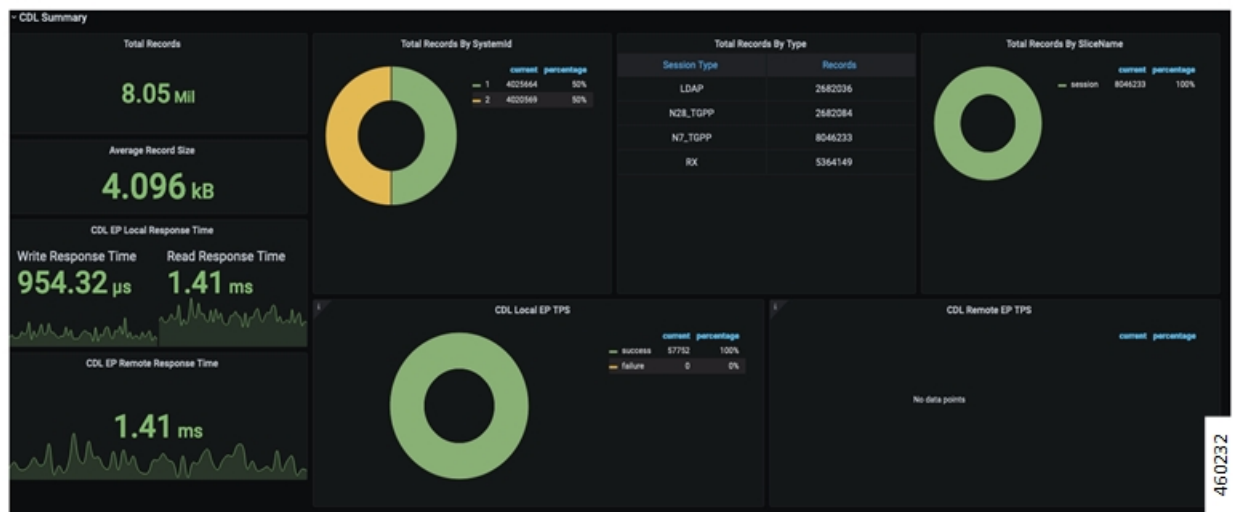 CDL Summary
Total Records
8.05 Mil
Average Record Size
4.096 kB
CDL EP Local Response Time
Write Response Time
954.32 µs
Read Response Time
1.41 ms
CDL EP Remote Response Time
1.41 ms
Total Records By SystemId
current percentage
1 4025664 50%
2 4020569 50%
Total Records By Type
Session Type Records
LDAP 2682036
N28_TGPP 2682084
N7_TGPP 8046233
RX 5364149
Total Records By SliceName
current percentage
session 8046233 100%
CDL Local EP TPS
current percentage
success 57752 100%
failure 0 0%
CDL Remote EP TPS
current percentage
No data points
460232